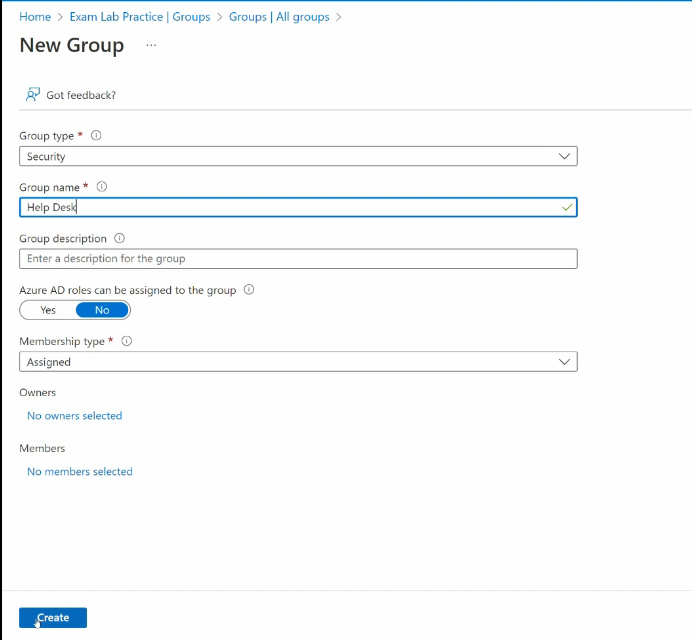 Home > Exam Lab Practice | Groups > Groups | All groups >
New Group ...
Got feedback?
Group type *
Security
Group name *
Help Desk
Group description
Enter a description for the group
Azure AD roles can be assigned to the group
Yes No
Membership type *
Assigned
Owners
No owners selected
Members
No members selected
Create